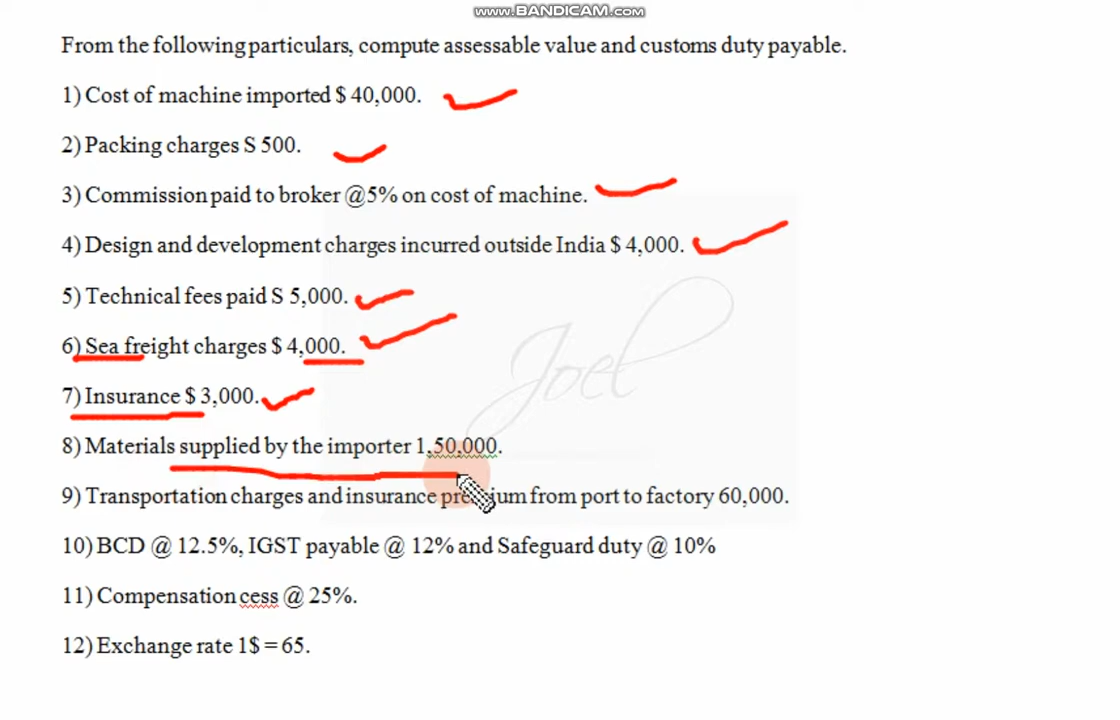 www.BANDICAM.com
From the following particulars, compute assessable value and customs duty payable.
1) Cost of machine imported $ 40,000.
2) Packing charges S 500.
3) Commission paid to broker @5% on cost of machine.
4) Design and development charges incurred outside India $ 4,000.
5) Technical fees paid S 5,000.
6) Sea freight charges $ 4,000.
7) Insurance $ 3,000.
8) Materials supplied by the importer 1,50,000.
9) Transportation charges and insurance premium from port to factory 60,000.
10) BCD @ 12.5%, IGST payable @ 12% and Safeguard duty @ 10%
11) Compensation cess @ 25%.
12) Exchange rate 1$ = 65.
Joel